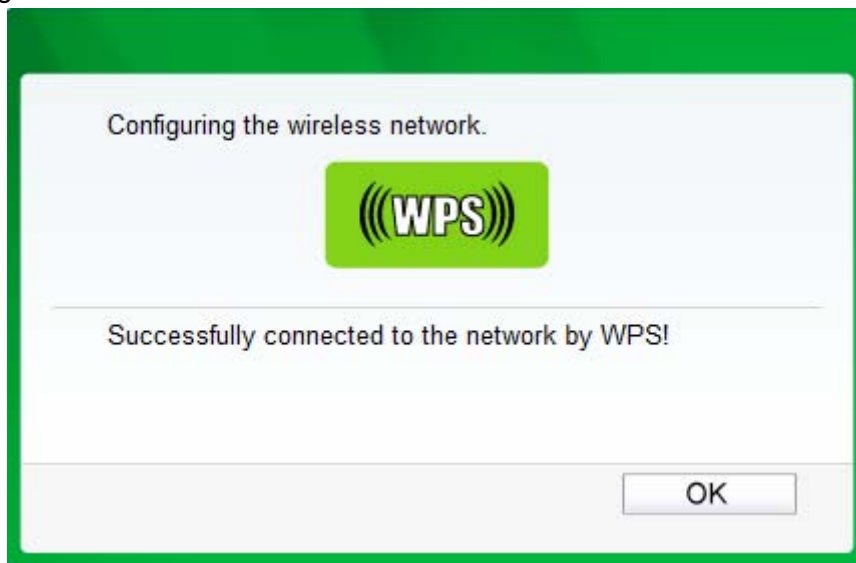 Configuring the wireless network.
(((WPS)))
Successfully connected to the network by WPS!
OK